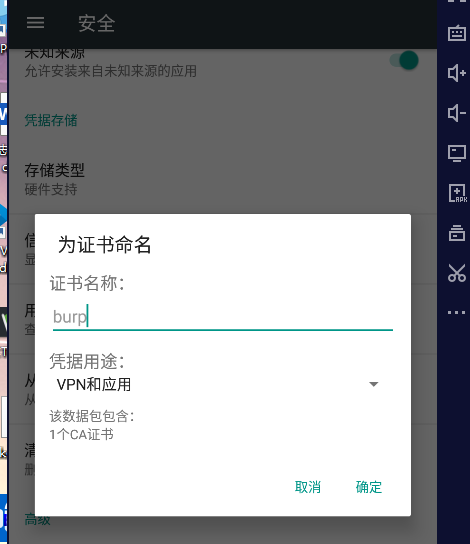 安全
未知来源
允许安装来自未知来源的应用
凭据存储
存储类型
硬件支持
为证书命名
证书名称：
burp
凭据用途：
VPN和应用
该数据包包含：
1个CA证书
取消
确定
高级
APK